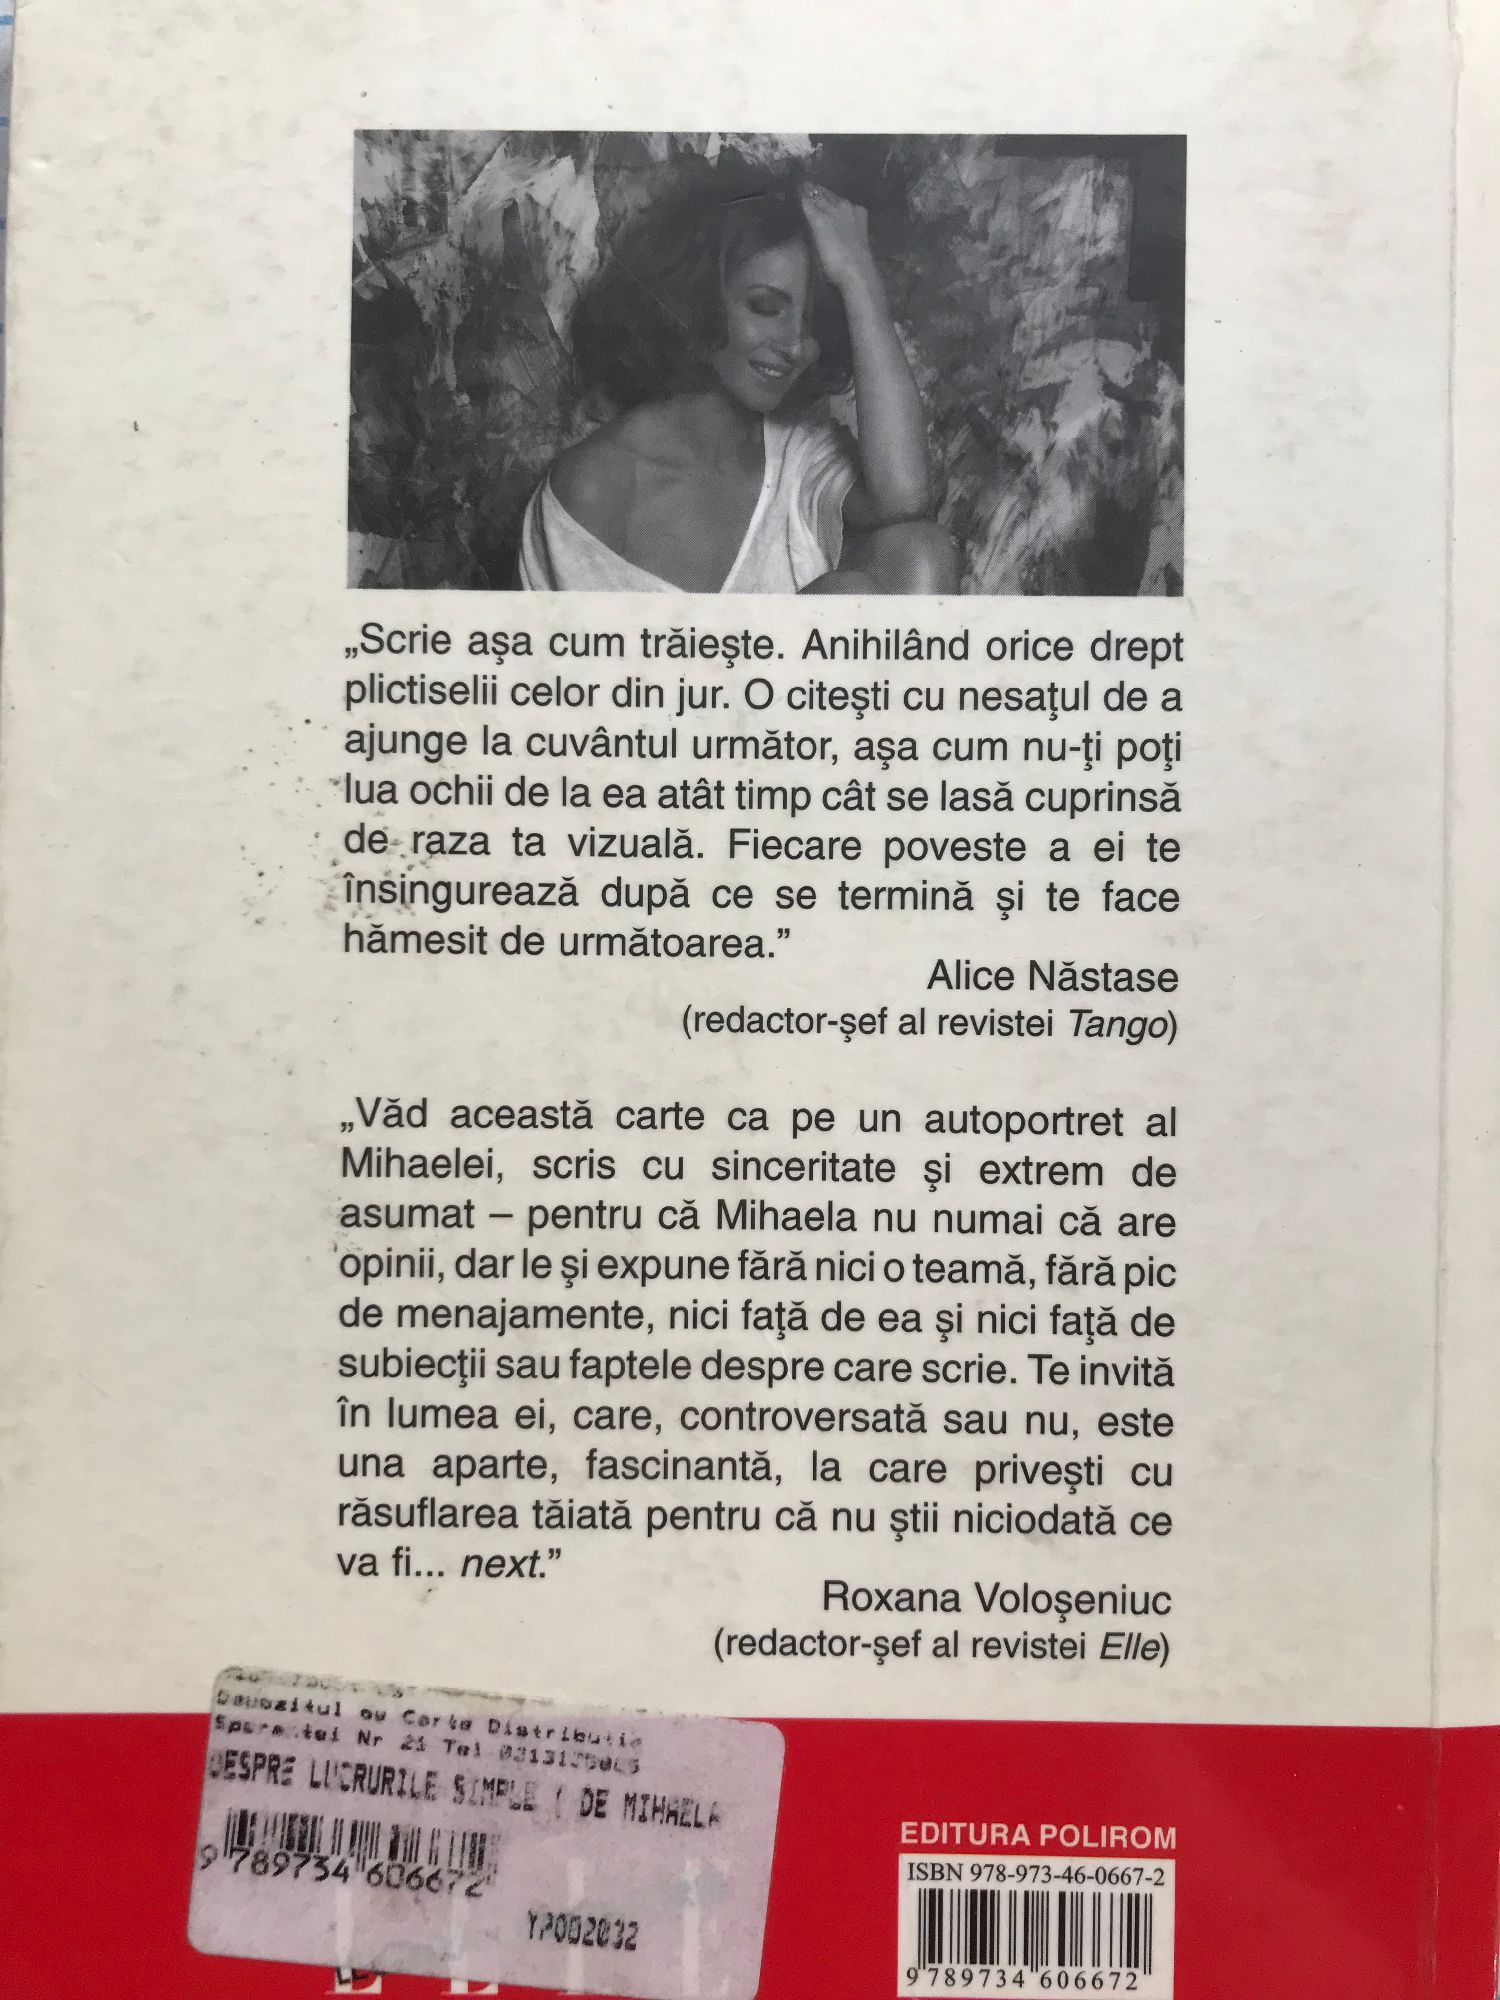 „Scrie aşa cum trăieşte. Anihilând orice drept
plictiselii celor din jur. O citeşti cu nesaţul de a
ajunge la cuvântul următor, aşa cum nu-ţi poţi
lua ochii de la ea atât timp cât se lasă cuprinsă
de raza ta vizuală. Fiecare poveste a ei te
însingurează după ce se termină şi te face
hămesit de următoarea.”
Alice Năstase
(redactor-şef al revistei Tango)
„Văd această carte ca pe un autoportret al
Mihaelei, scris cu sinceritate şi extrem de
asumat – pentru că Mihaela nu numai că are
opinii, dar le şi expune fără nici o teamă, fără pic
de menajamente, nici faţă de ea şi nici faţă de
subiecţii sau faptele despre care scrie. Te invită
în lumea ei, care, controversată sau nu, este
una aparte, fascinantă, la care priveşti cu
răsuflarea tăiată pentru că nu ştii niciodată ce
va fi... next.”
Roxana Voloşeniuc
(redactor-şef al revistei Elle)
Carte Distributie
Nr 21 Tel
DESPRE LUCRURILE SIMPLE ( DE MIHAELA
9 789734 606672
EDITURA POLIROM
ISBN 978-973-46-0667-2
9 789734 606672